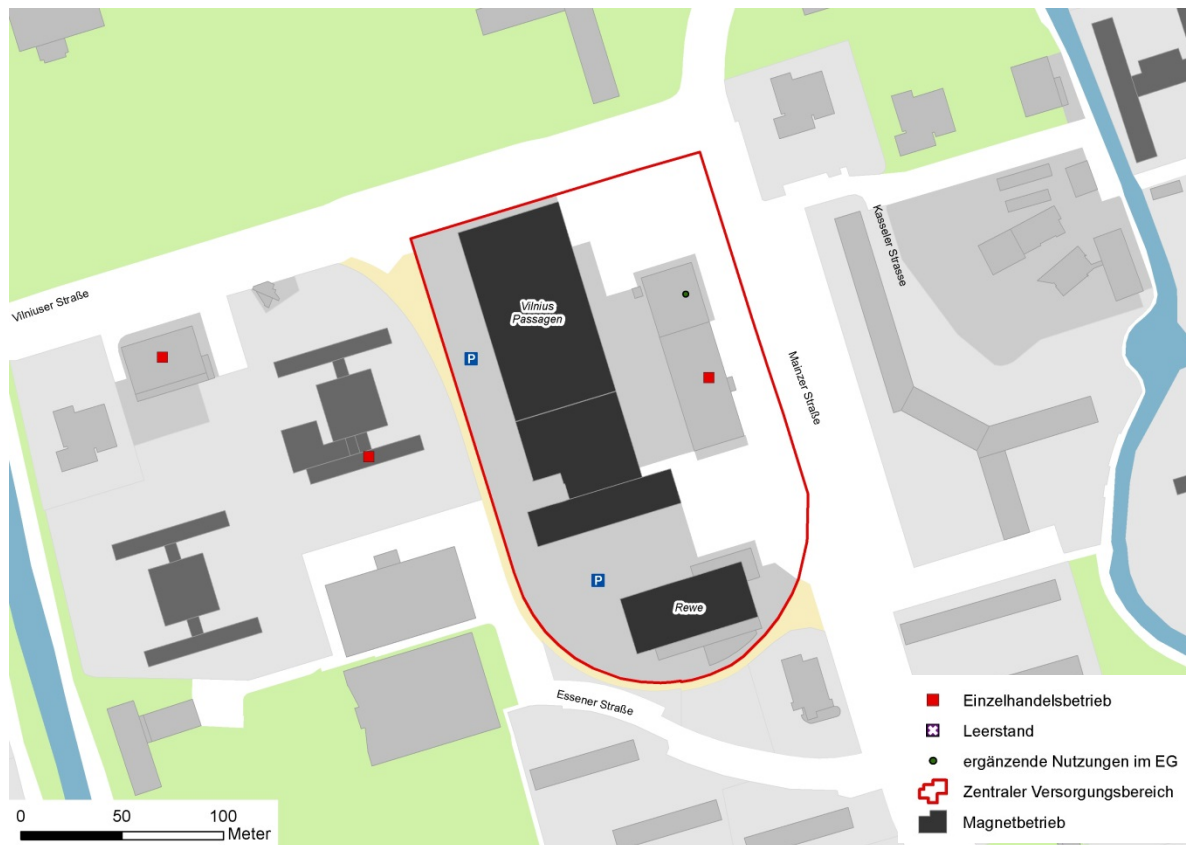 Kasseler Strasse
Vilniuser Straße
Vilnius
Passagen
P
Mainzer Straße
P
Rewe
Essener Straße
Einzelhandelsbetrieb
Leerstand
ergänzende Nutzungen im EG
Zentraler Versorgungsbereich
Magnetbetrieb
0 50 100
Meter